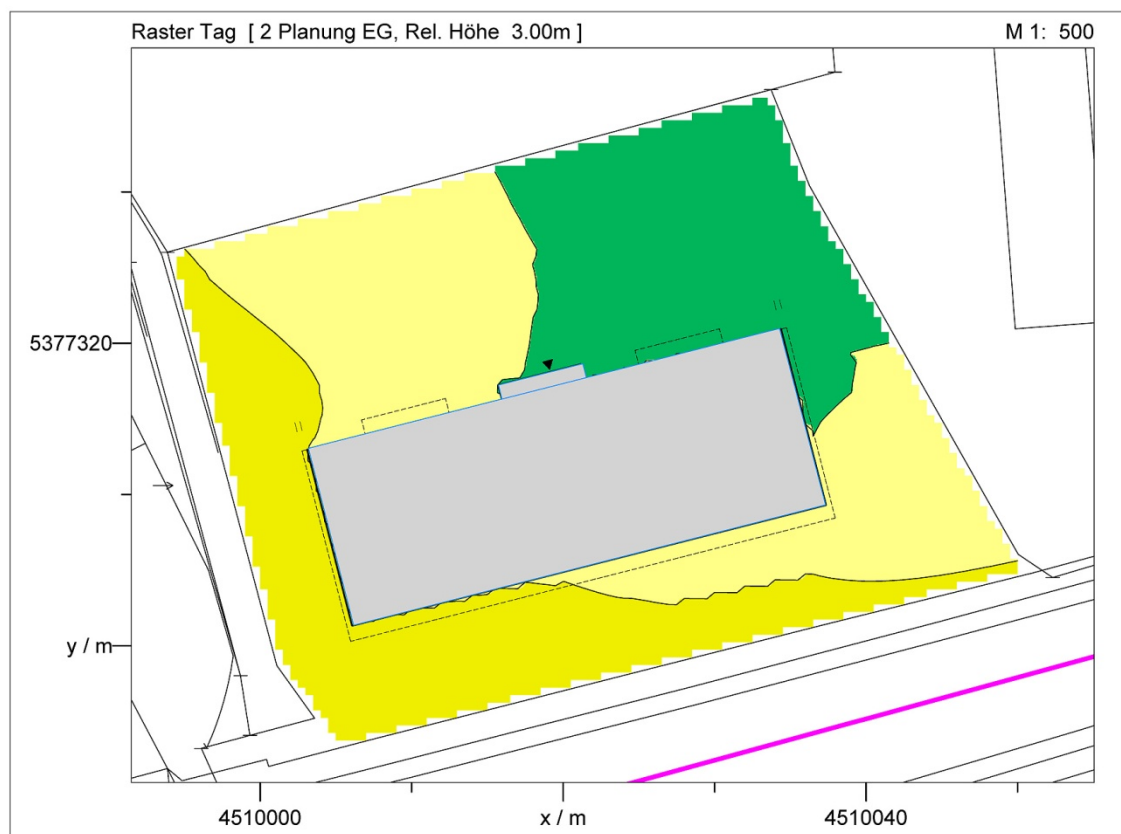 Raster Tag [ 2 Planung EG, Rel. Höhe 3.00m ] M 1: 500
5377320
y / m
4510000 x / m 4510040